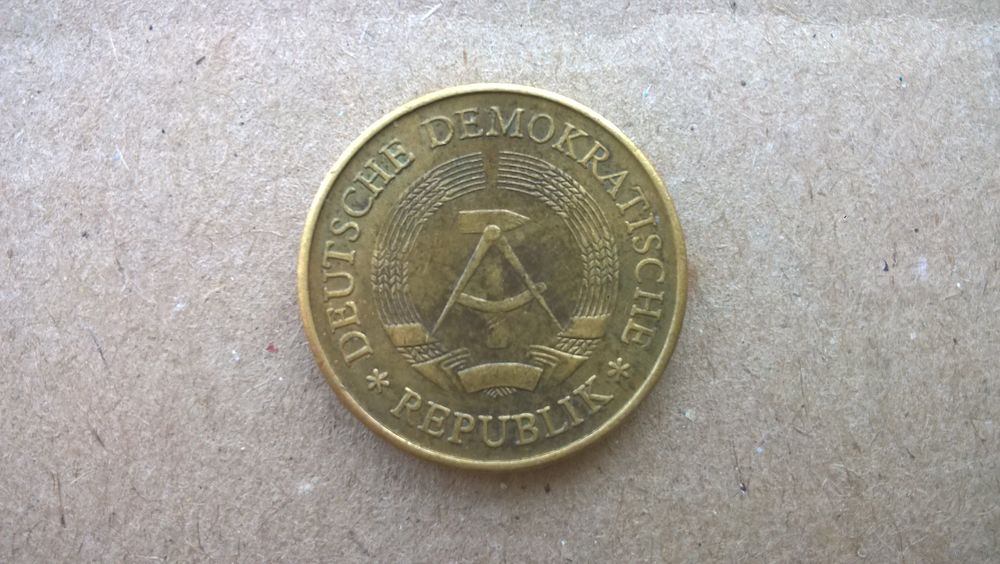 * DEUTSCHE DEMOKRATISCHE *
REPUBLIK